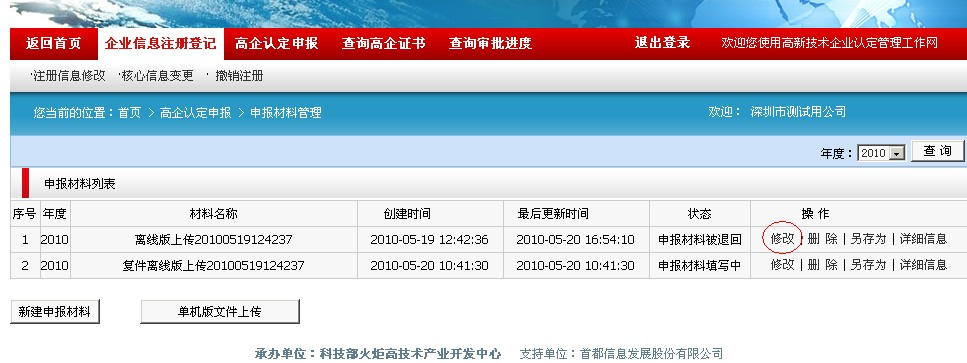 返回首页 企业信息注册登记 高企认定申报 查询高企证书 查询审批进度 退出登录 欢迎您使用高新技术企业认定管理工作网
·注册信息修改 ·核心信息变更 · 撤销注册
您当前的位置：首页 > 高企认定申报 > 申报材料管理 欢迎： 深圳市测试用公司
年度：2010 查 询
申报材料列表
序号 年度 材料名称 创建时间 最后更新时间 状态 操 作
1 2010 离线版上传20100519124237 2010-05-19 12:42:36 2010-05-20 16:54:10 申报材料被退回 修改 | 删 除 | 另存为 | 详细信息
2 2010 复件离线版上传20100519124237 2010-05-20 10:41:30 2010-05-20 10:41:30 申报材料填写中 修改 | 删 除 | 另存为 | 详细信息
新建申报材料 单机版文件上传
承办单位：科技部火炬高技术产业开发中心 支持单位：首都信息发展股份有限公司